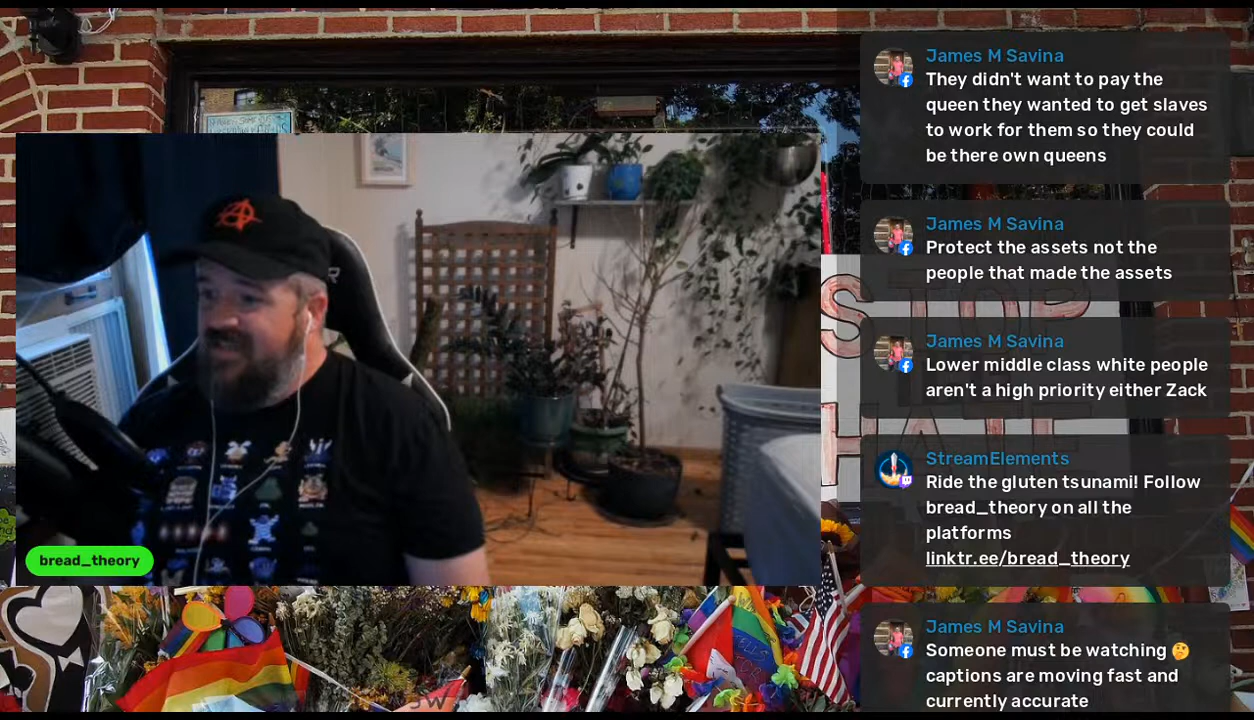 James M Savina
They didn't want to pay the
queen they wanted to get slaves
to work for them so they could
be there own queens
James M Savina
Protect the assets not the
people that made the assets
James M Savina
Lower middle class white people
aren't a high priority either Zack
StreamElements
Ride the gluten tsunami! Follow
bread_theory on all the
platforms
linktr.ee/bread_theory
James M Savina
Someone must be watching 🤔
captions are moving fast and
currently accurate
bread_theory
STOP
HATE